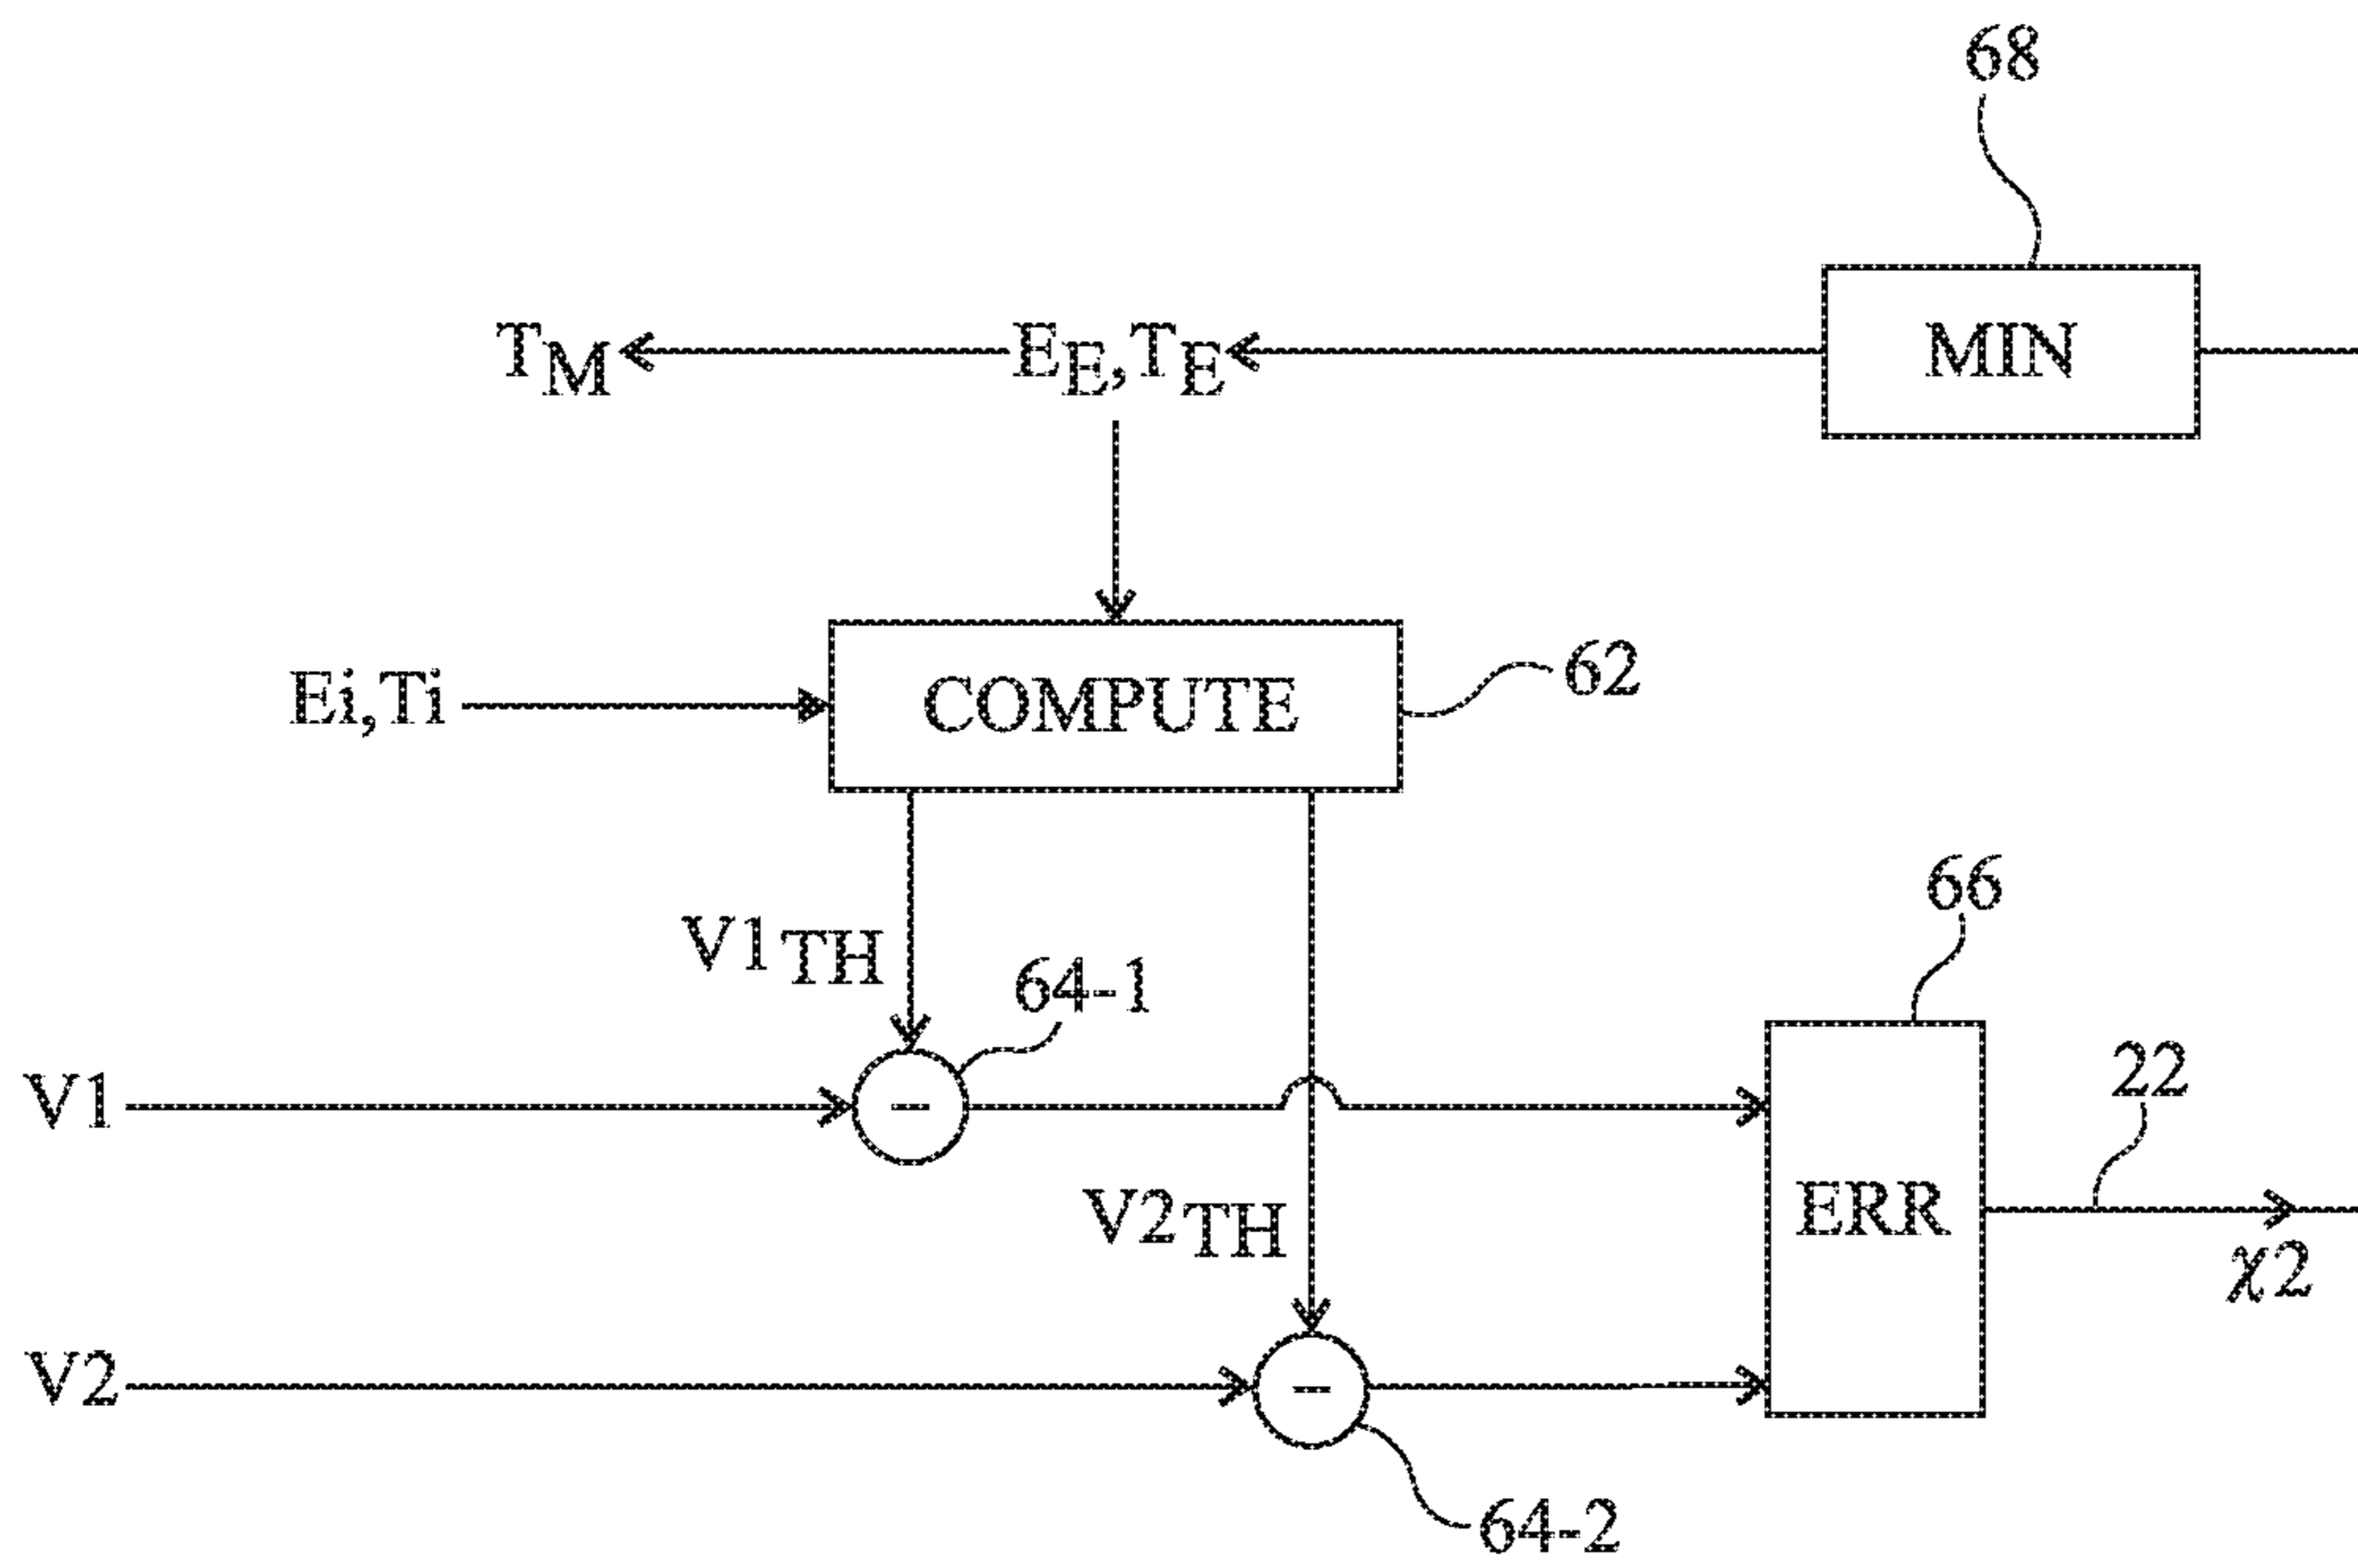 68
MIN
TM
EE,TE
Ei,Ti
COMPUTE
62
V1TH
64-1
66
V1
22
ERR
V2TH
χ2
V2
64-2